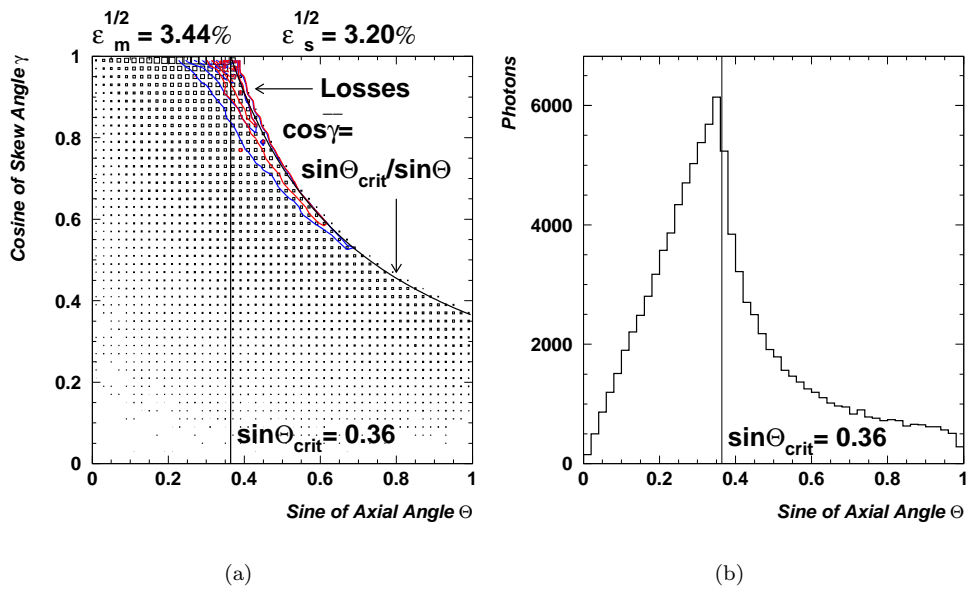 ε_m^{1/2} = 3.44% ε_s^{1/2} = 3.20%
Cosine of Skew Angle γ
1
0.8
0.6
0.4
0.2
0
Losses
cosγ̅=
sinΘ_crit/sinΘ
sinΘ_crit = 0.36
0 0.2 0.4 0.6 0.8 1
Sine of Axial Angle Θ
(a)
Photons
6000
4000
2000
0
sinΘ_crit = 0.36
0 0.2 0.4 0.6 0.8 1
Sine of Axial Angle Θ
(b)